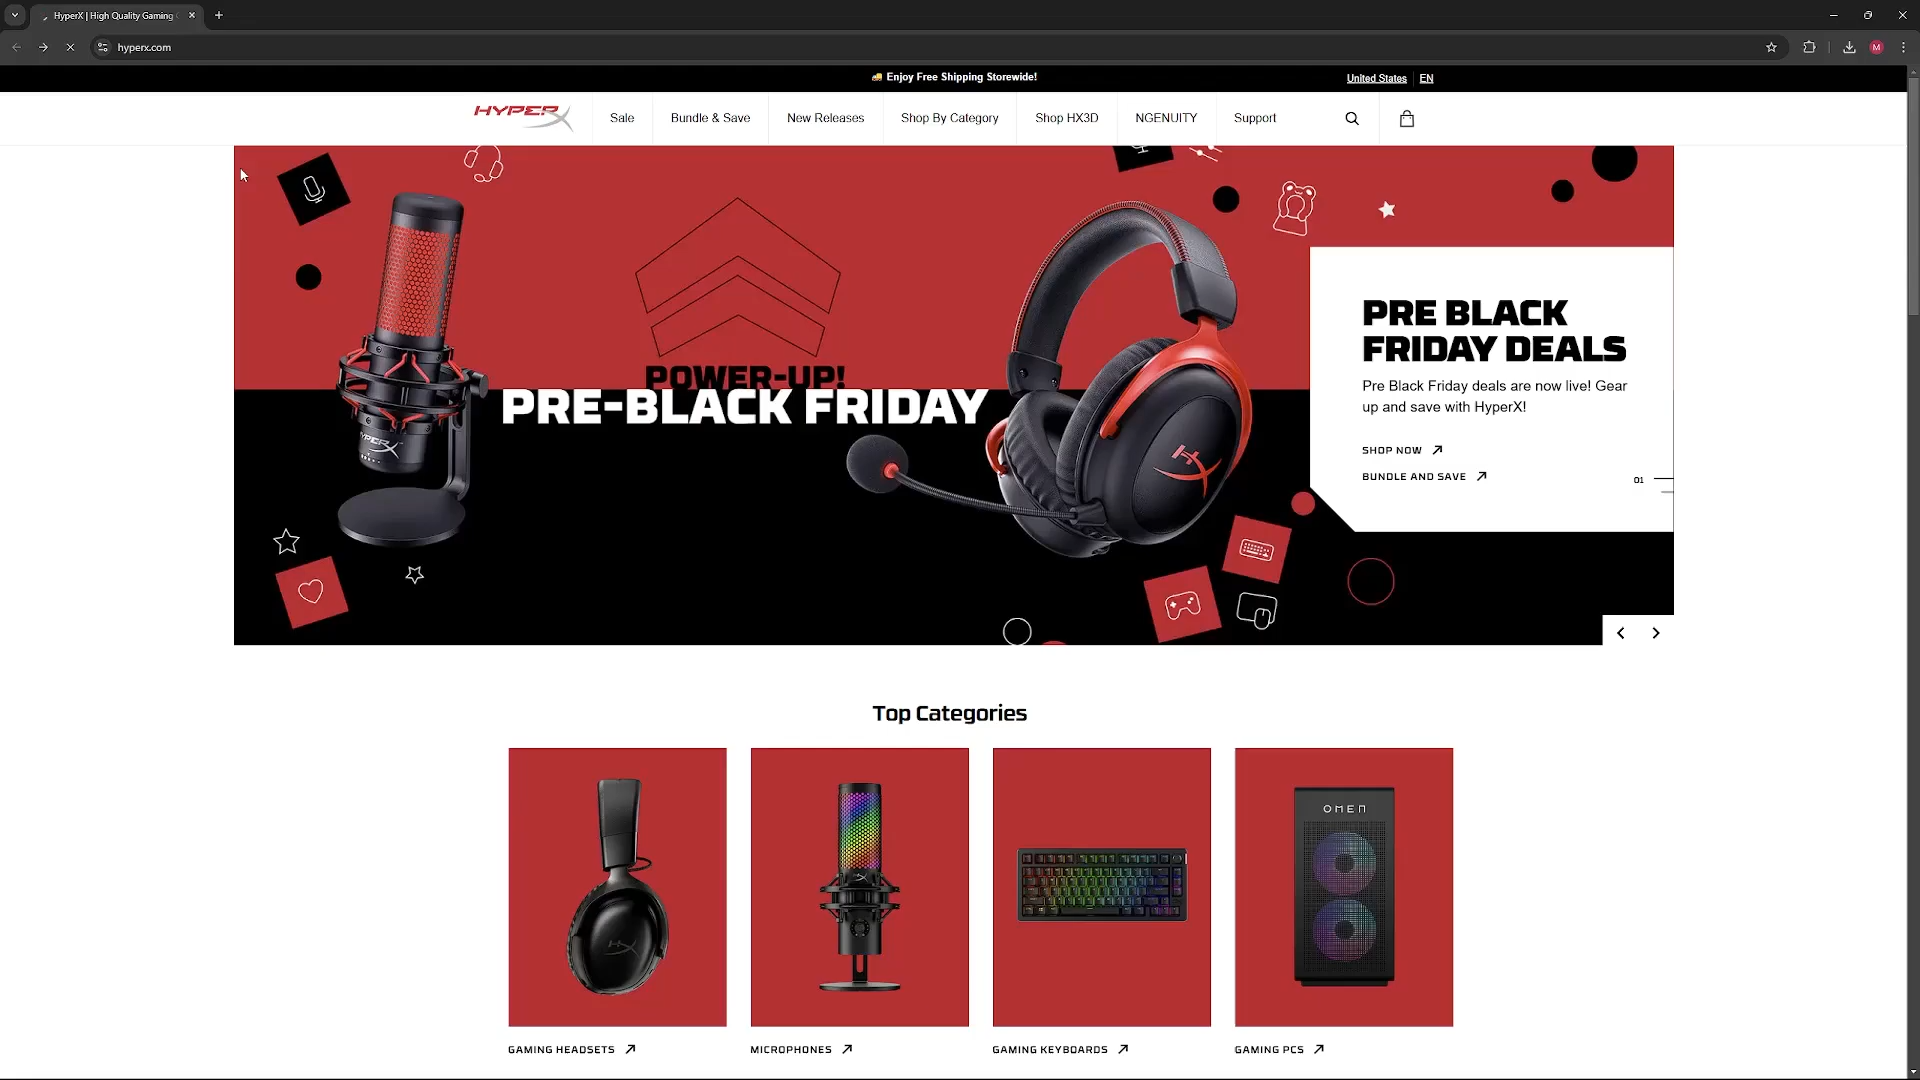 HyperX | High Quality Gaming
hyperx.com
M
🚚 Enjoy Free Shipping Storewide!
United States
EN
HYPERX
Sale
Bundle & Save
New Releases
Shop By Category
Shop HX3D
NGENUITY
Support
POWER-UP!
PRE-BLACK FRIDAY
HYPERX
HX
PRE BLACK
FRIDAY DEALS
Pre Black Friday deals are now live! Gear
up and save with HyperX!
SHOP NOW
BUNDLE AND SAVE
01
Top Categories
HX
OMEN
GAMING HEADSETS
MICROPHONES
GAMING KEYBOARDS
GAMING PCS